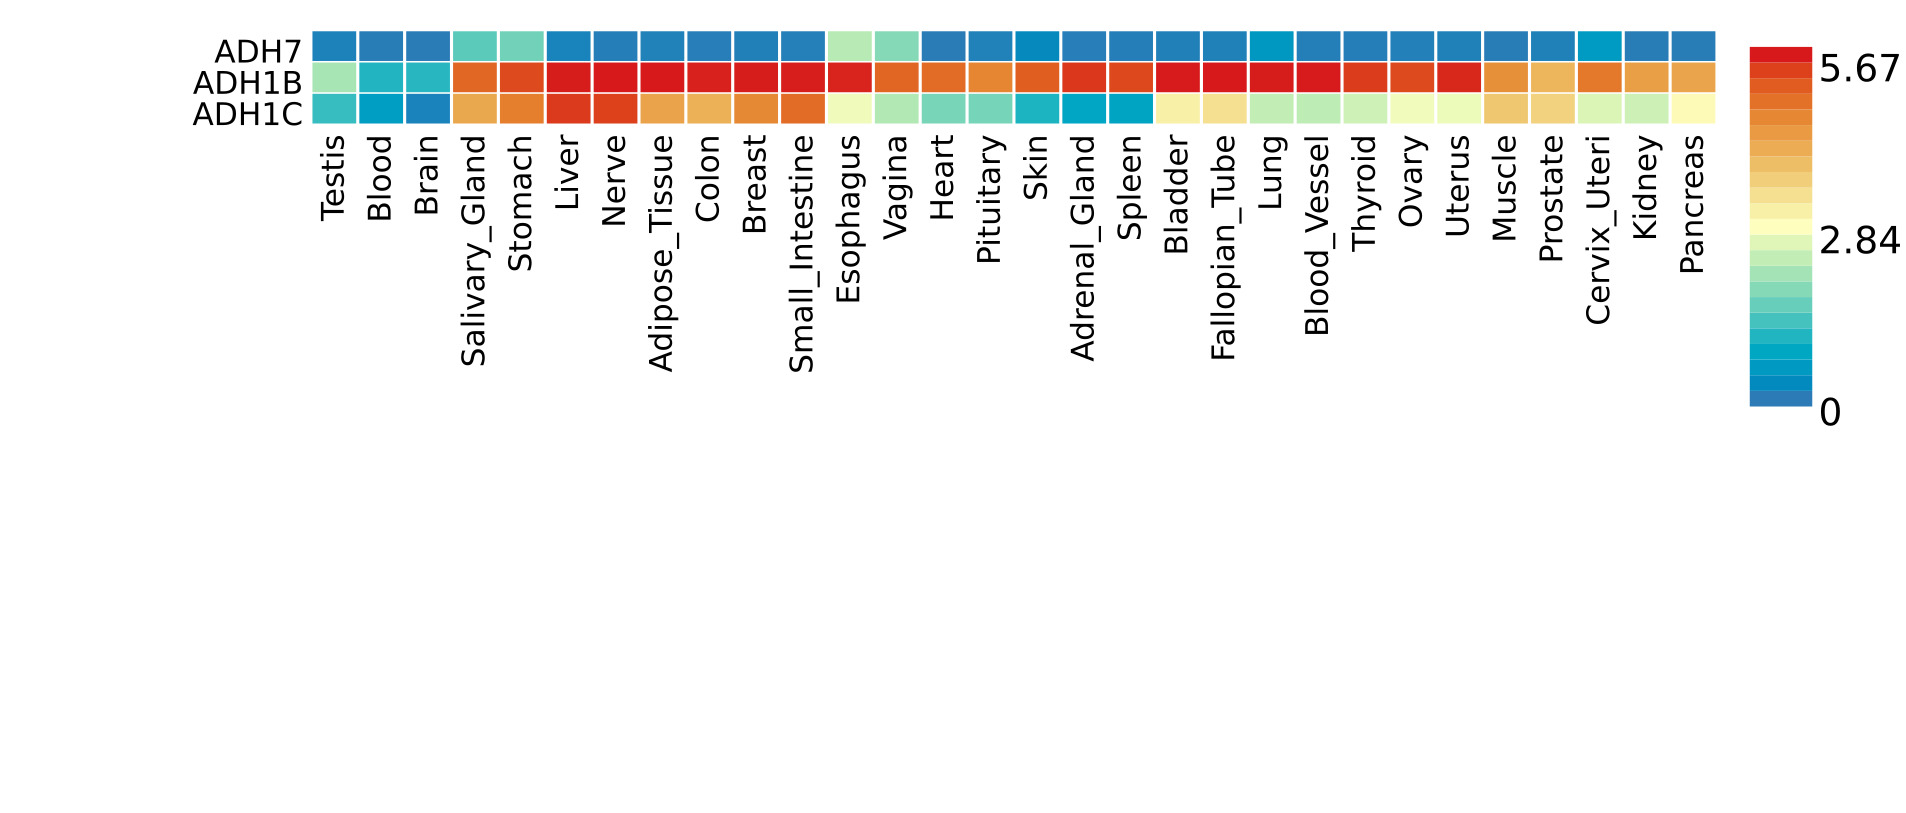 ADH7
ADH1B
ADH1C
Testis
Blood
Brain
Salivary_Gland
Stomach
Liver
Nerve
Adipose_Tissue
Colon
Breast
Small_Intestine
Esophagus
Vagina
Heart
Pituitary
Skin
Adrenal_Gland
Spleen
Bladder
Fallopian_Tube
Lung
Blood_Vessel
Thyroid
Ovary
Uterus
Muscle
Prostate
Cervix_Uteri
Kidney
Pancreas
5.67
2.84
0